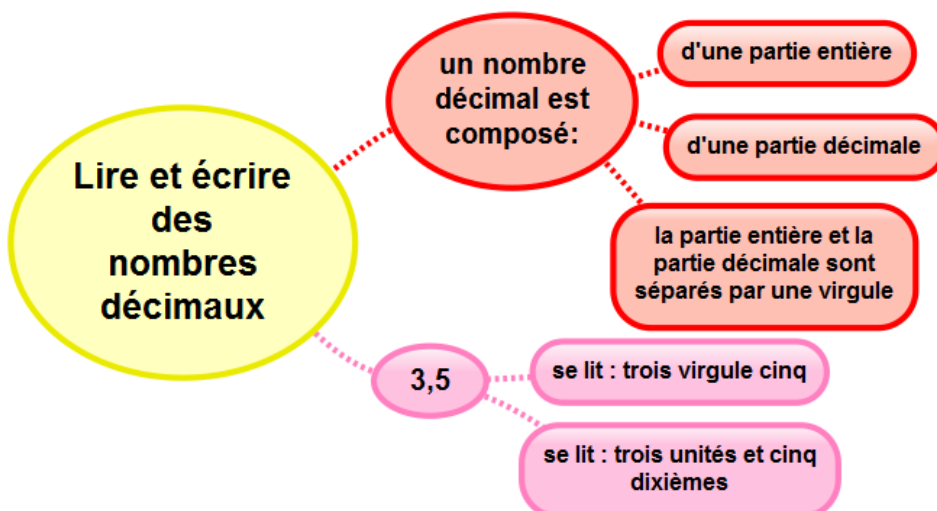 Lire et écrire
des
nombres
décimaux
un nombre
décimal est
composé:
d'une partie entière
d'une partie décimale
la partie entière et la
partie décimale sont
séparés par une virgule
3,5
se lit : trois virgule cinq
se lit : trois unités et cinq
dixièmes